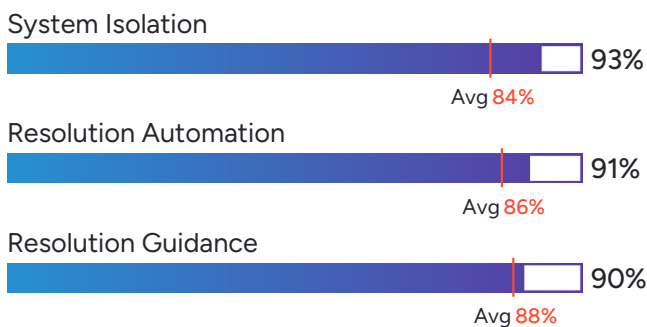 System Isolation
93%
Avg 84%
Resolution Automation
91%
Avg 86%
Resolution Guidance
90%
Avg 88%